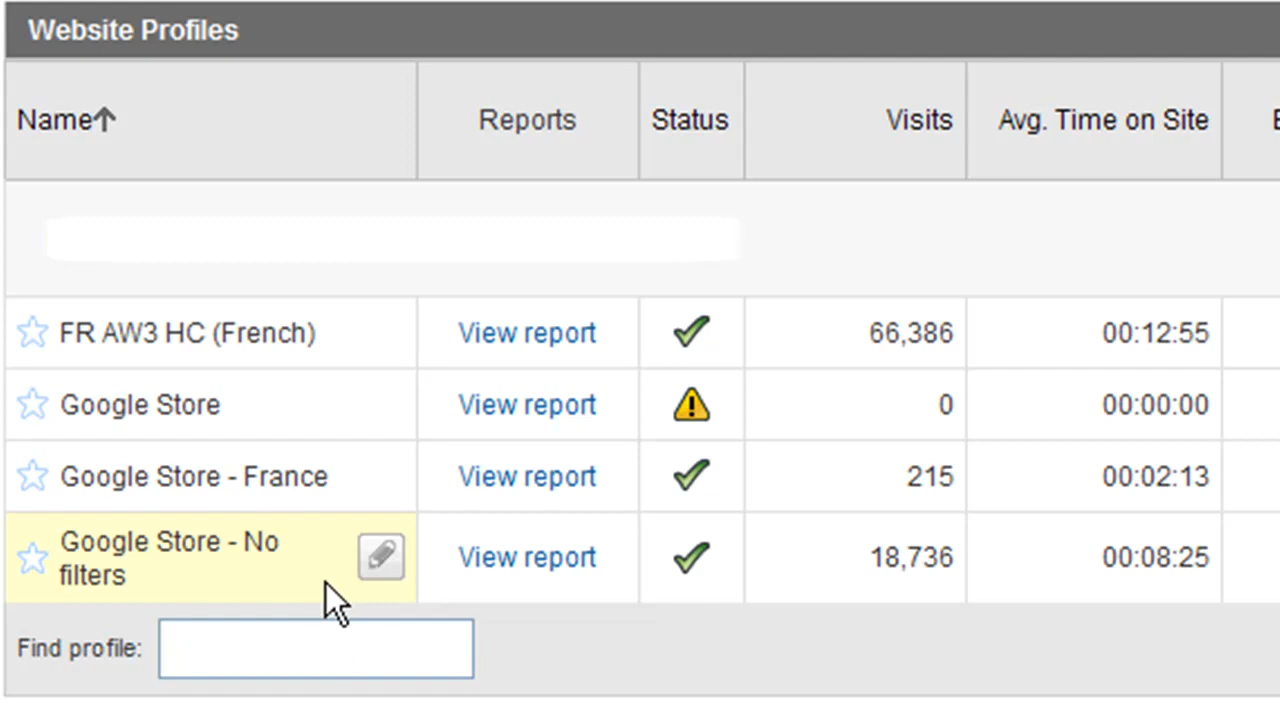 Website Profiles
Name Reports Status Visits Avg. Time on Site
FR AW3 HC (French) View report 66,386 00:12:55
Google Store View report 0 00:00:00
Google Store - France View report 215 00:02:13
Google Store - No
filters View report 18,736 00:08:25
Find profile: